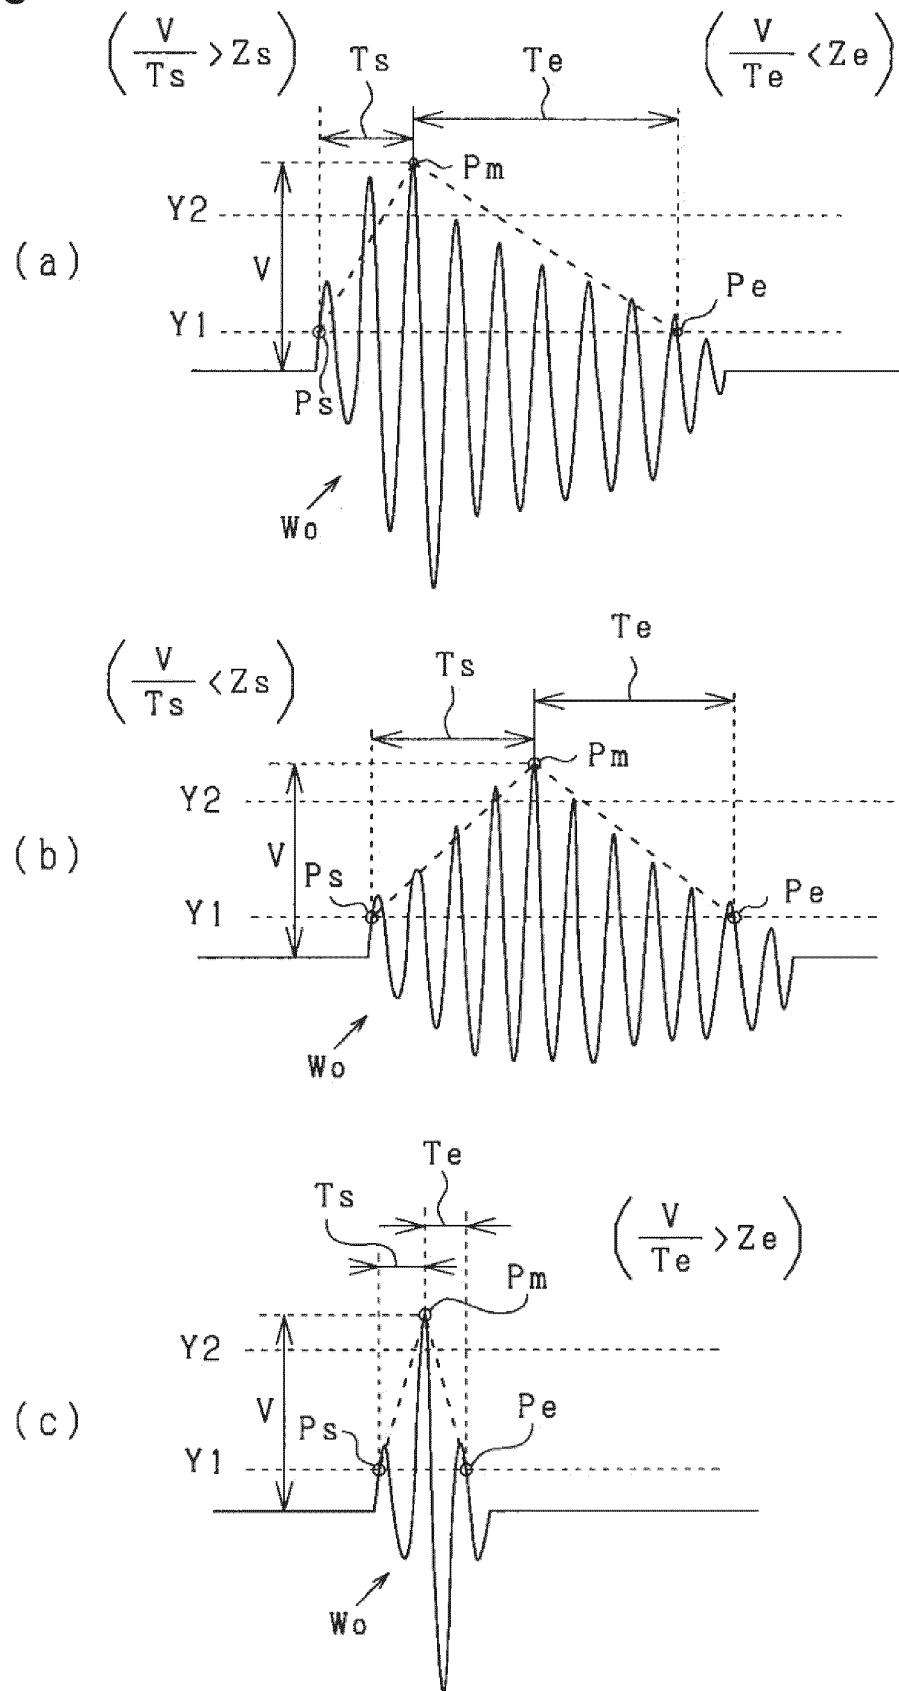 (V/Ts > Zs) Ts Te (V/Te < Ze)
Pm
Y2
(a) V
Pe
Y1
Ps
Wo
Te
(V/Ts < Zs) Ts
Pm
Y2
(b) V
Ps Pe
Y1
Wo
Te
Ts (V/Te > Ze)
Pm
Y2
(c) V
Ps Pe
Y1
Wo